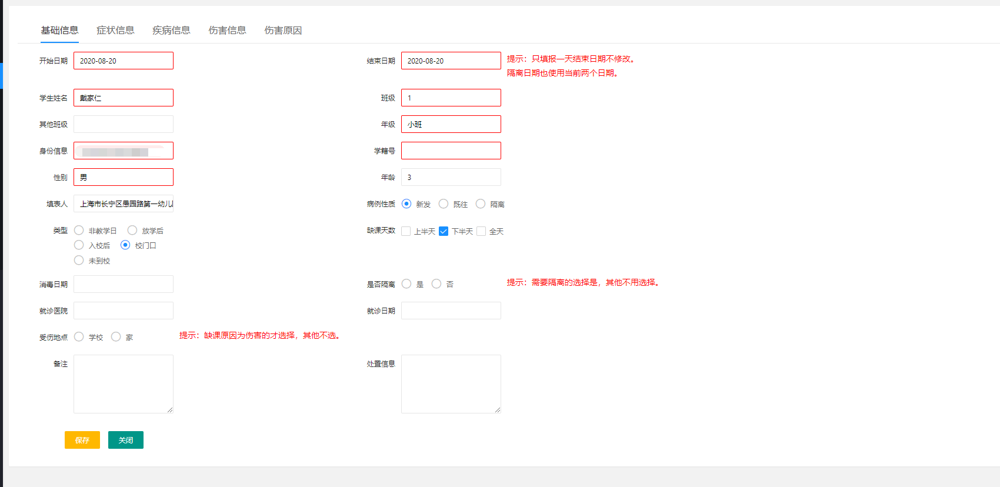 基础信息 症状信息 疾病信息 伤害信息 伤害原因
开始日期 2020-08-20 结束日期 2020-08-20 提示：只填报一天结束日期不修改。
隔离日期也使用当前两个日期。
学生姓名 戴家仁 班级 1
其他班级 年级 小班
身份信息 学籍号
性别 男 年龄 3
填表人 上海市长宁区愚园路第一幼儿 病例性质 新发 既往 隔离
类型 非教学日 放学后 缺课天数 上半天 下半天 全天
入校后 校门口
未到校
消毒日期 是否隔离 是 否 提示：需要隔离的选择是，其他不用选择。
就诊医院 就诊日期
受伤地点 学校 家 提示：缺课原因为伤害的才选择，其他不选。
备注 处置信息
保存 关闭